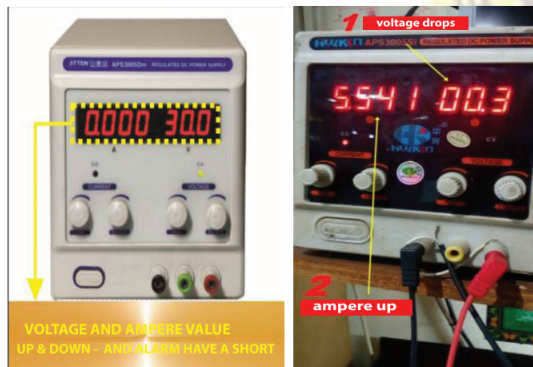 ATTEN
APS3005Dm
REGULATED DC POWER SUPPLY
0.000 30.0
A V
C.C C.V
CURRENT VOLTAGE
VOLTAGE AND AMPERE VALUE
UP & DOWN - AND ALARM HAVE A SHORT
1 voltage drops
APS3005Si REGULATED DC POWER SUPPLY
5.541 00.3
CURRENT VOLTAGE
2
ampere up